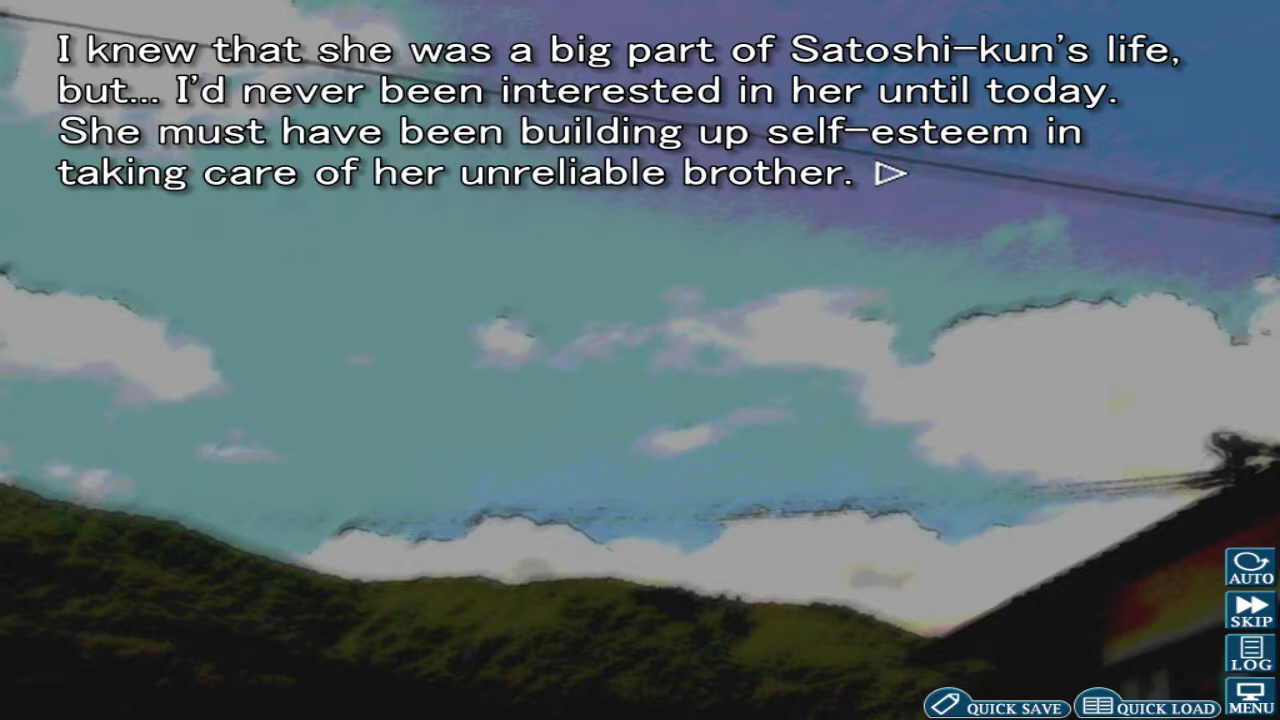 I knew that she was a big part of Satoshi-kun's life,
but... I'd never been interested in her until today.
She must have been building up self-esteem in
taking care of her unreliable brother.
AUTO
SKIP
LOG
QUICK SAVE
QUICK LOAD
MENU